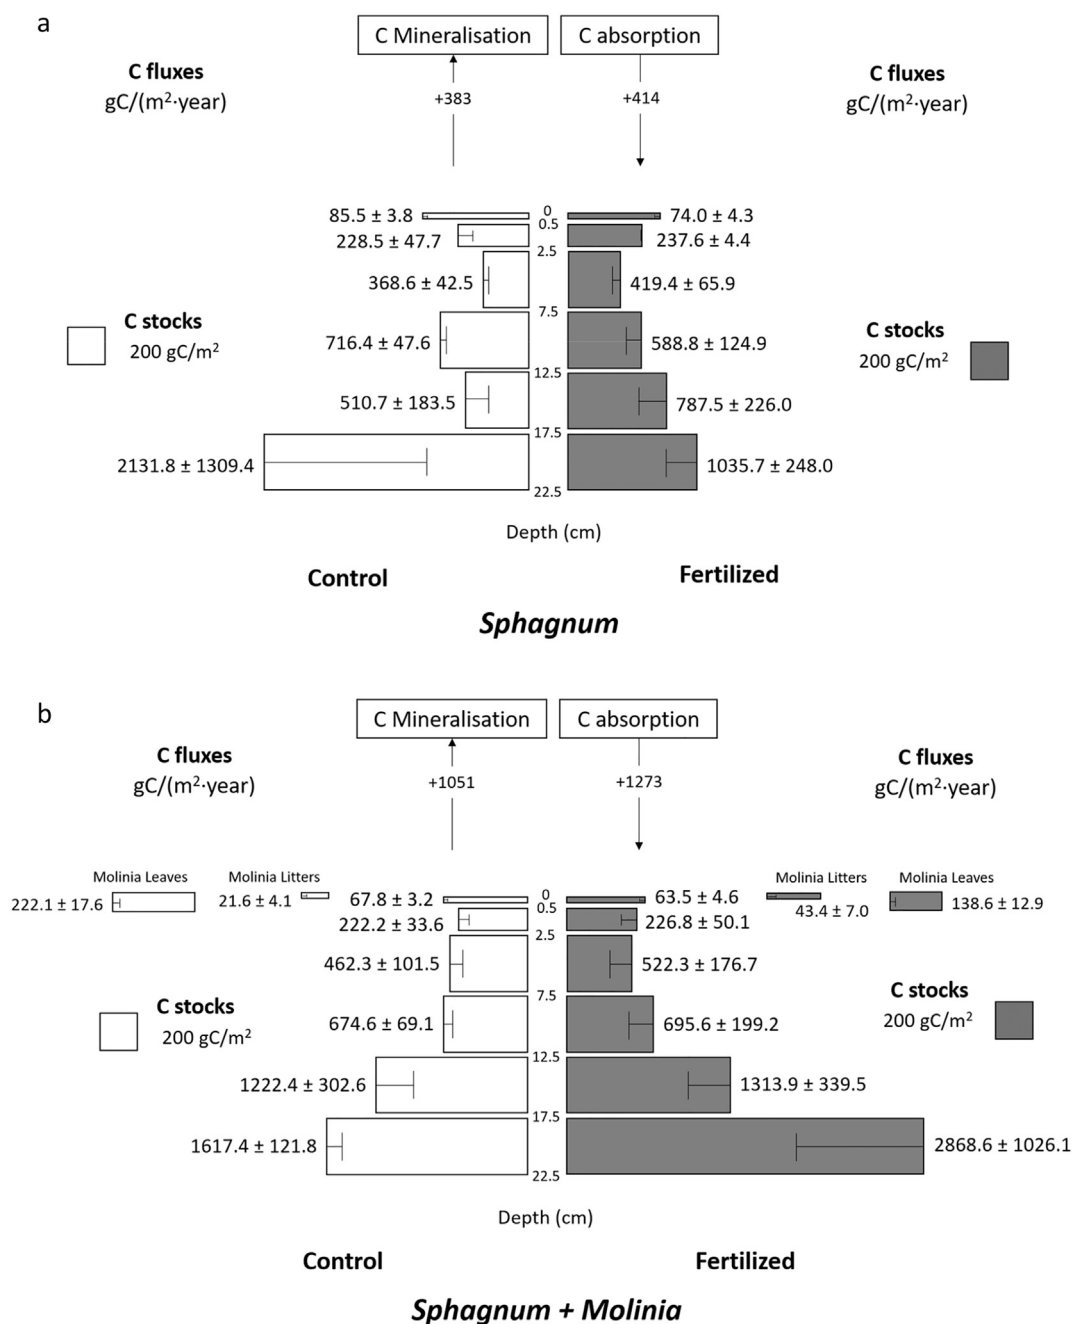 a
C Mineralisation
C absorption
C fluxes
gC/(m²·year)
C fluxes
gC/(m²·year)
+383
+414
85.5 ± 3.8
0
74.0 ± 4.3
0.5
228.5 ± 47.7
237.6 ± 4.4
2.5
368.6 ± 42.5
419.4 ± 65.9
7.5
C stocks
200 gC/m²
716.4 ± 47.6
588.8 ± 124.9
C stocks
200 gC/m²
12.5
510.7 ± 183.5
787.5 ± 226.0
17.5
2131.8 ± 1309.4
1035.7 ± 248.0
22.5
Depth (cm)
Control
Fertilized
Sphagnum
b
C Mineralisation
C absorption
C fluxes
gC/(m²·year)
C fluxes
gC/(m²·year)
+1051
+1273
Molinia Leaves
222.1 ± 17.6
Molinia Litters
21.6 ± 4.1
67.8 ± 3.2
0
63.5 ± 4.6
Molinia Litters
43.4 ± 7.0
Molinia Leaves
138.6 ± 12.9
0.5
222.2 ± 33.6
226.8 ± 50.1
2.5
462.3 ± 101.5
522.3 ± 176.7
7.5
C stocks
200 gC/m²
674.6 ± 69.1
695.6 ± 199.2
C stocks
200 gC/m²
12.5
1222.4 ± 302.6
1313.9 ± 339.5
17.5
1617.4 ± 121.8
2868.6 ± 1026.1
22.5
Depth (cm)
Control
Fertilized
Sphagnum + Molinia